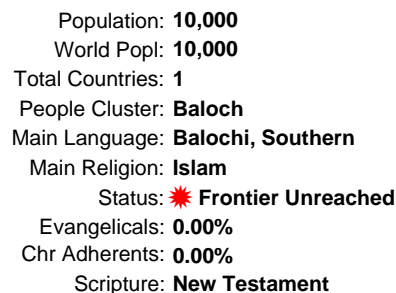 Population: 10,000
World Popl: 10,000
Total Countries: 1
People Cluster: Baloch
Main Language: Balochi, Southern
Main Religion: Islam
Status: Frontier Unreached
Evangelicals: 0.00%
Chr Adherents: 0.00%
Scripture: New Testament